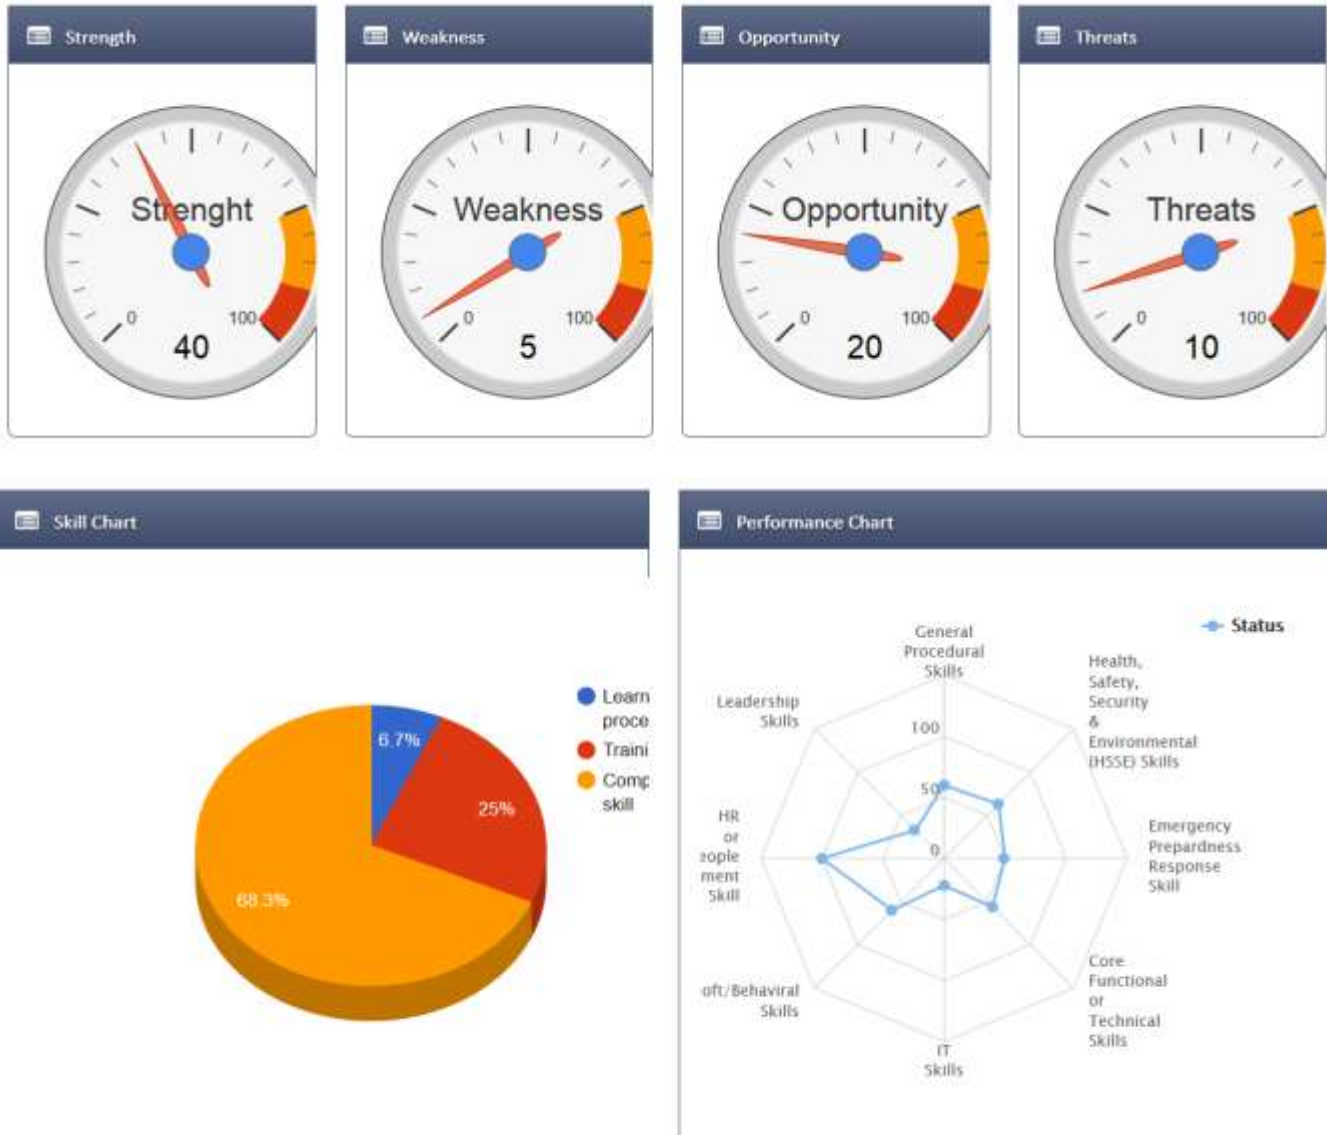 Strength
Weakness
Opportunity
Threats
Strenght
0
100
40
Weakness
0
100
5
Opportunity
0
100
20
Threats
0
100
10
Skill Chart
6.7%
25%
68.3%
Learn
proce
Traini
Comp
skill
Performance Chart
Status
General
Procedural
Skills
Health,
Safety,
Security
&
Environmental
(HSSE) Skills
Emergency
Prepardness
Response
Skill
Core
Functional
or
Technical
Skills
IT
Skills
oft/Behaviral
Skills
HR
or
eople
ment
Skill
Leadership
Skills
100
50
0